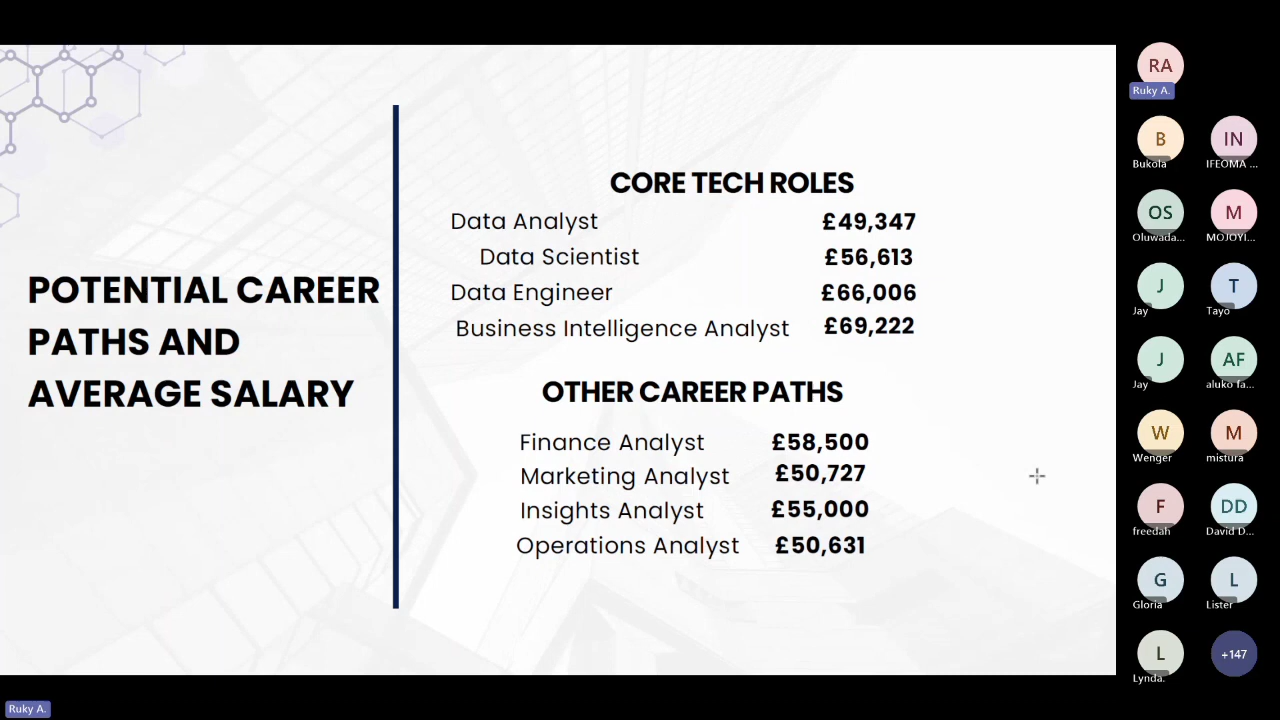 POTENTIAL CAREER
PATHS AND
AVERAGE SALARY
CORE TECH ROLES
Data Analyst £49,347
Data Scientist £56,613
Data Engineer £66,006
Business Intelligence Analyst £69,222
OTHER CAREER PATHS
Finance Analyst £58,500
Marketing Analyst £50,727
Insights Analyst £55,000
Operations Analyst £50,631
RA
Ruky A.
B IN
Bukola IFEOMA ...
OS M
Oluwada... MOJOYI...
J T
Jay Tayo
J AF
Jay aluko fa...
W M
Wenger mistura
F DD
freedah David D...
G L
Gloria Lister
L +147
Lynda.
Ruky A.